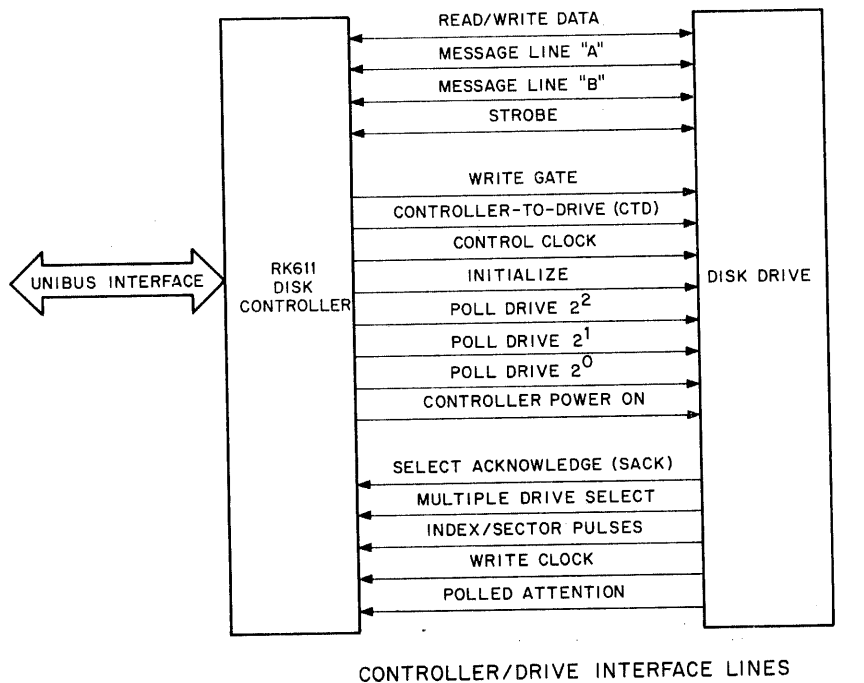 READ/WRITE DATA
MESSAGE LINE "A"
MESSAGE LINE "B"
STROBE
WRITE GATE
CONTROLLER-TO-DRIVE (CTD)
CONTROL CLOCK
INITIALIZE
POLL DRIVE 2²
POLL DRIVE 2¹
POLL DRIVE 2⁰
CONTROLLER POWER ON
SELECT ACKNOWLEDGE (SACK)
MULTIPLE DRIVE SELECT
INDEX/SECTOR PULSES
WRITE CLOCK
POLLED ATTENTION
UNIBUS INTERFACE
RK611
DISK
CONTROLLER
DISK DRIVE
CONTROLLER/DRIVE INTERFACE LINES